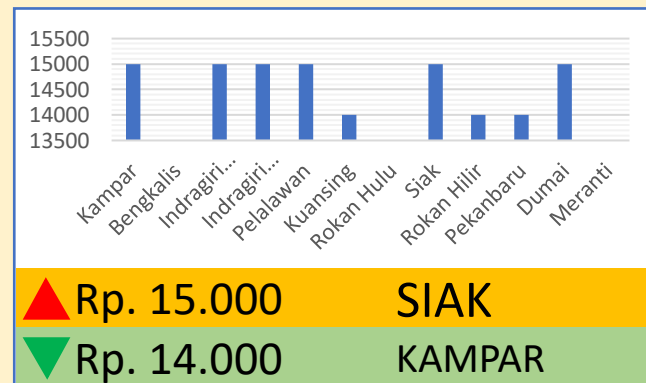 15500
15000
14500
14000
13500
Kampar
Bengkalis
Indragiri...
Indragiri...
Pelalawan
Kuansing
Rokan Hulu
Siak
Rokan Hilir
Pekanbaru
Dumai
Meranti
Rp. 15.000 SIAK
Rp. 14.000 KAMPAR